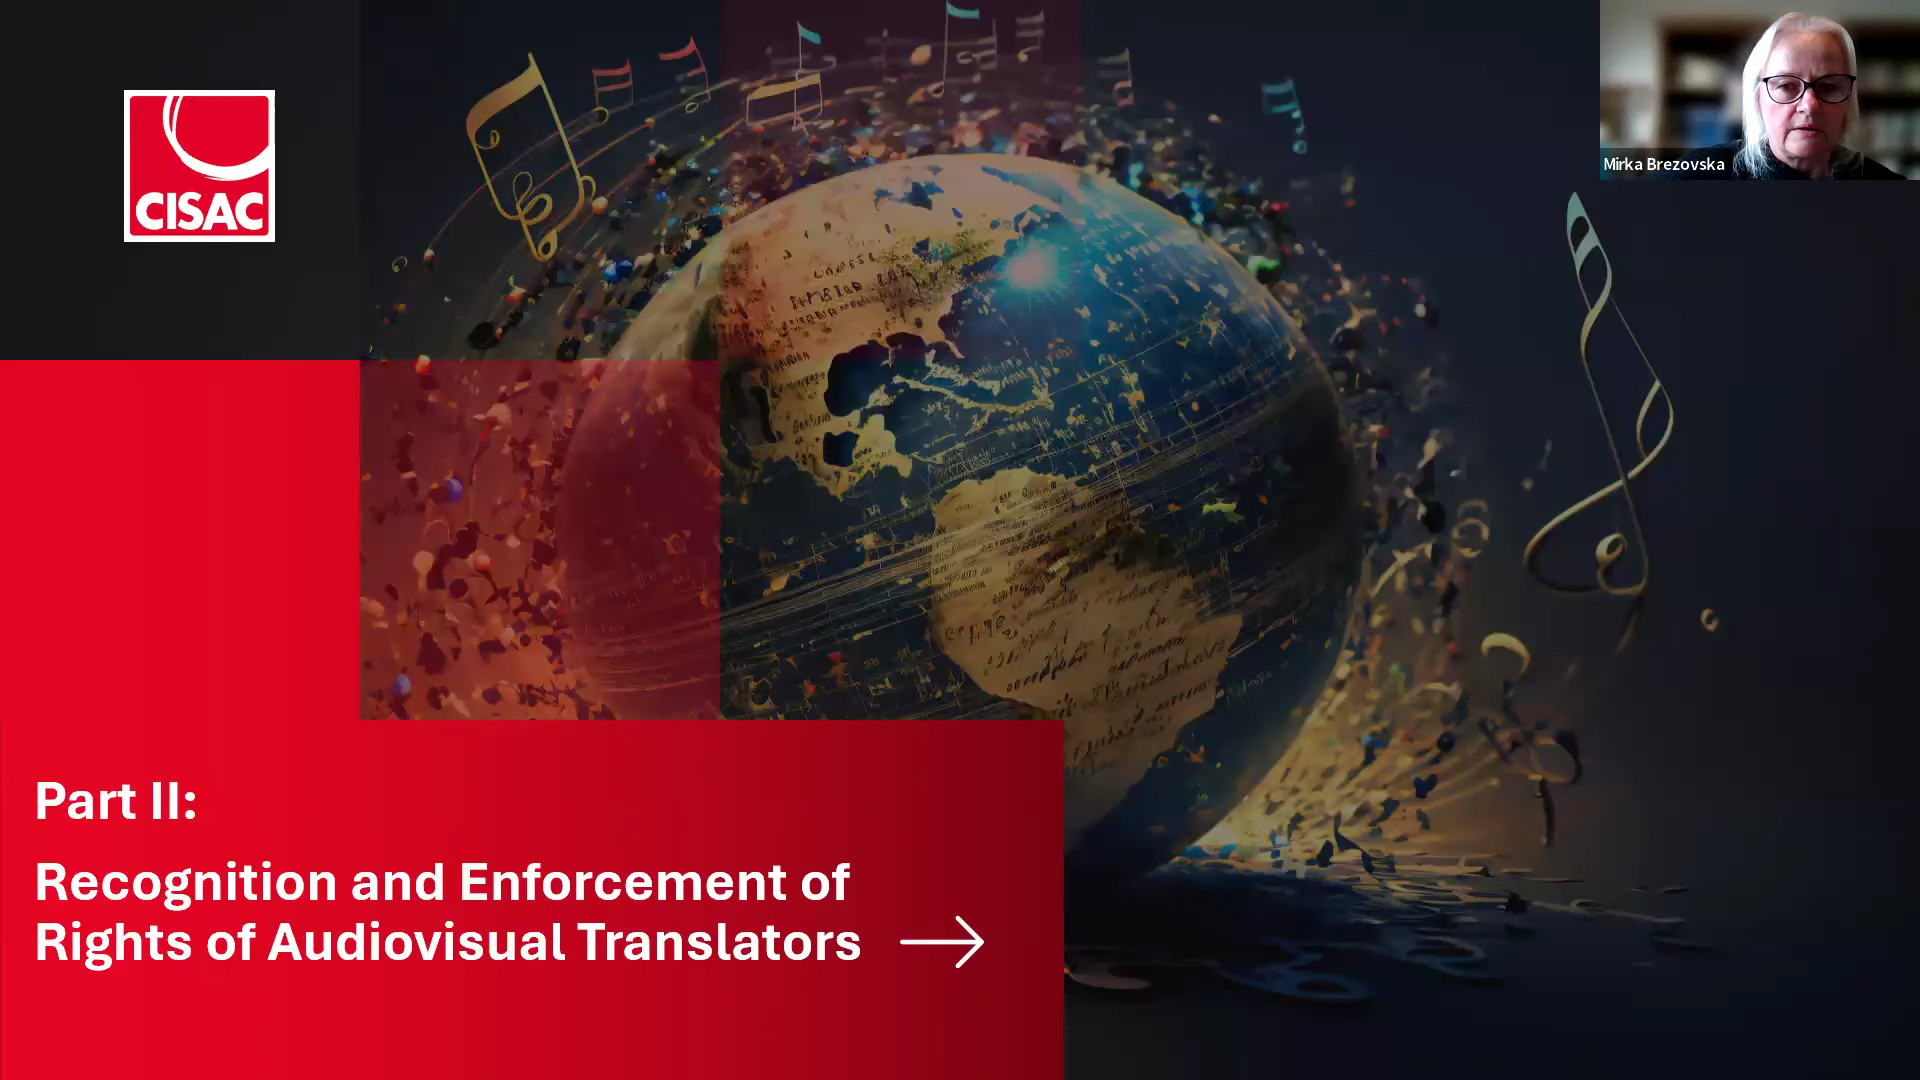 CISAC
Mirka Brezovska
Part II:
Recognition and Enforcement of
Rights of Audiovisual Translators